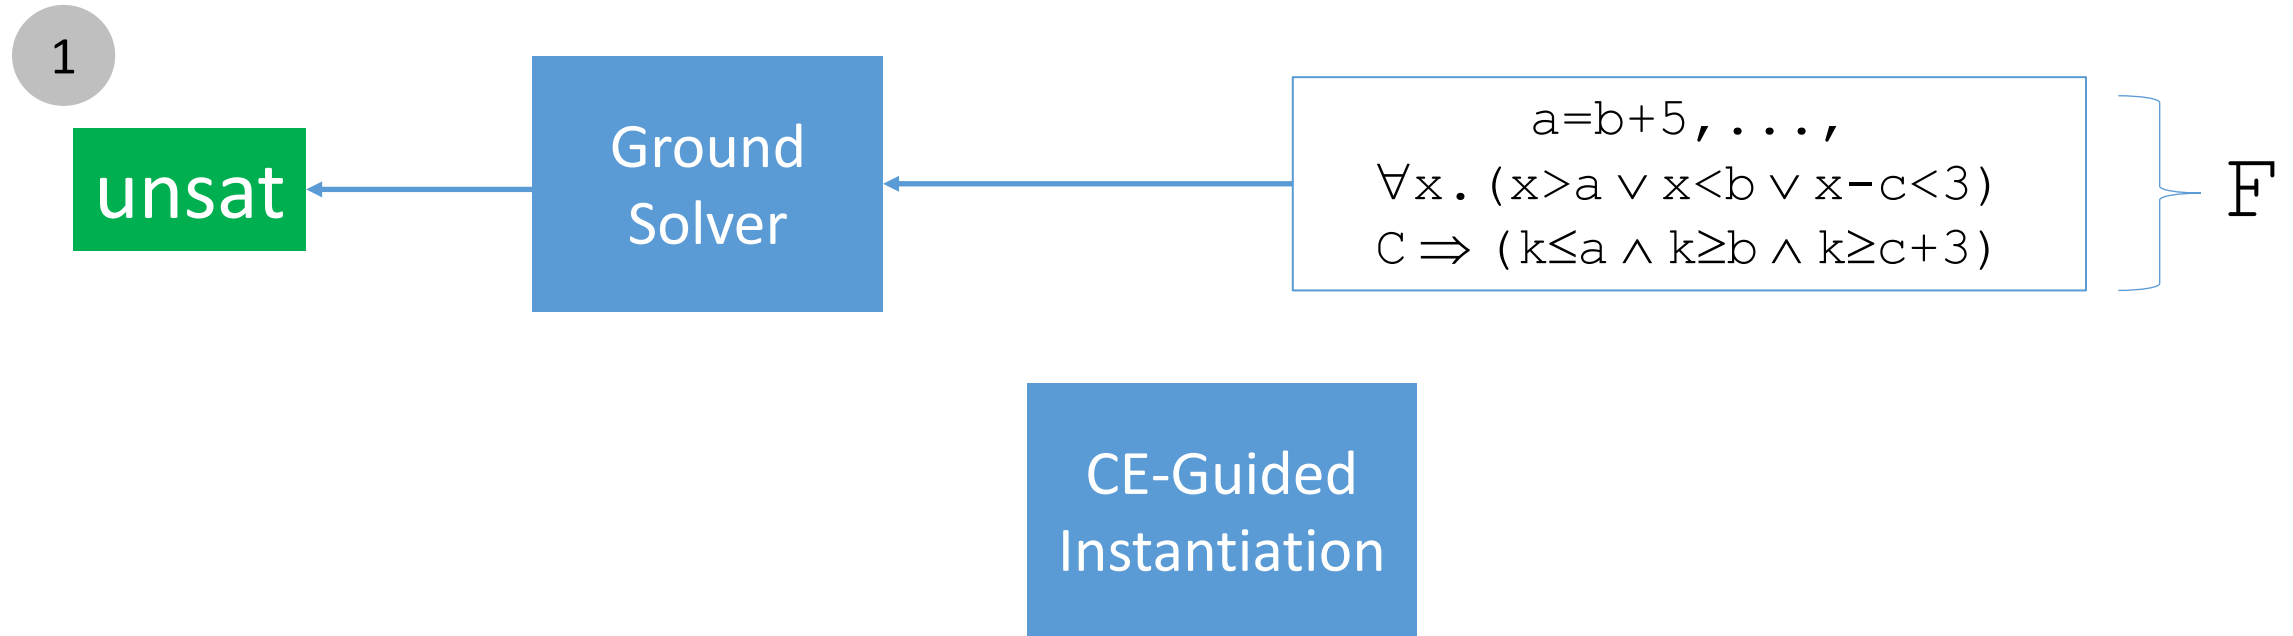 1
unsat
Ground
Solver
a=b+5,...,
∀x.(x>a∨x<b∨x-c<3)
C⇒(k≤a∧k≥b∧k≥c+3)
F
CE-Guided
Instantiation